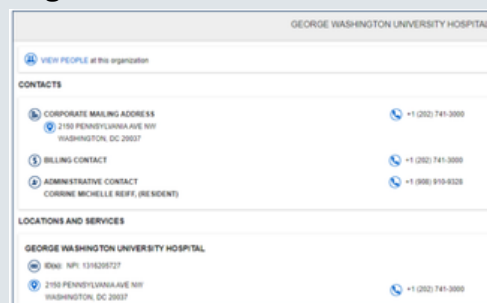 GEORGE WASHINGTON UNIVERSITY HOSPITAL
VIEW PEOPLE at this organization
CONTACTS
CORPORATE MAILING ADDRESS
2150 PENNSYLVANIA AVE NW
WASHINGTON, DC 20037
+1 (202) 741-3000
BILLING CONTACT
+1 (202) 741-3000
ADMINISTRATIVE CONTACT
CORRINE MICHELLE REIFF, (RESIDENT)
+1 (908) 910-9328
LOCATIONS AND SERVICES
GEORGE WASHINGTON UNIVERSITY HOSPITAL
NPI: 1316205727
2150 PENNSYLVANIA AVE NW
WASHINGTON, DC 20037
+1 (202) 741-3000